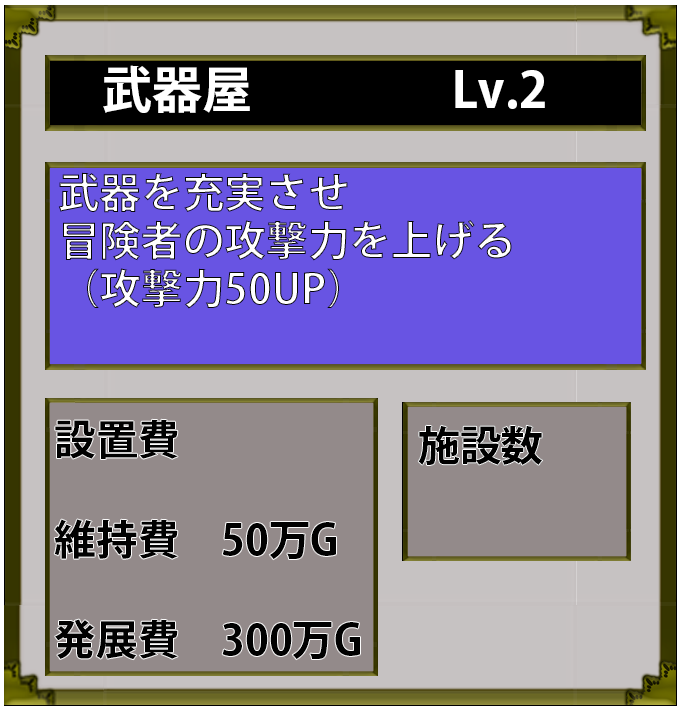 武器屋 Lv.2
武器を充実させ
冒険者の攻撃力を上げる
（攻撃力50UP）
設置費
維持費 50万G
発展費 300万G
施設数